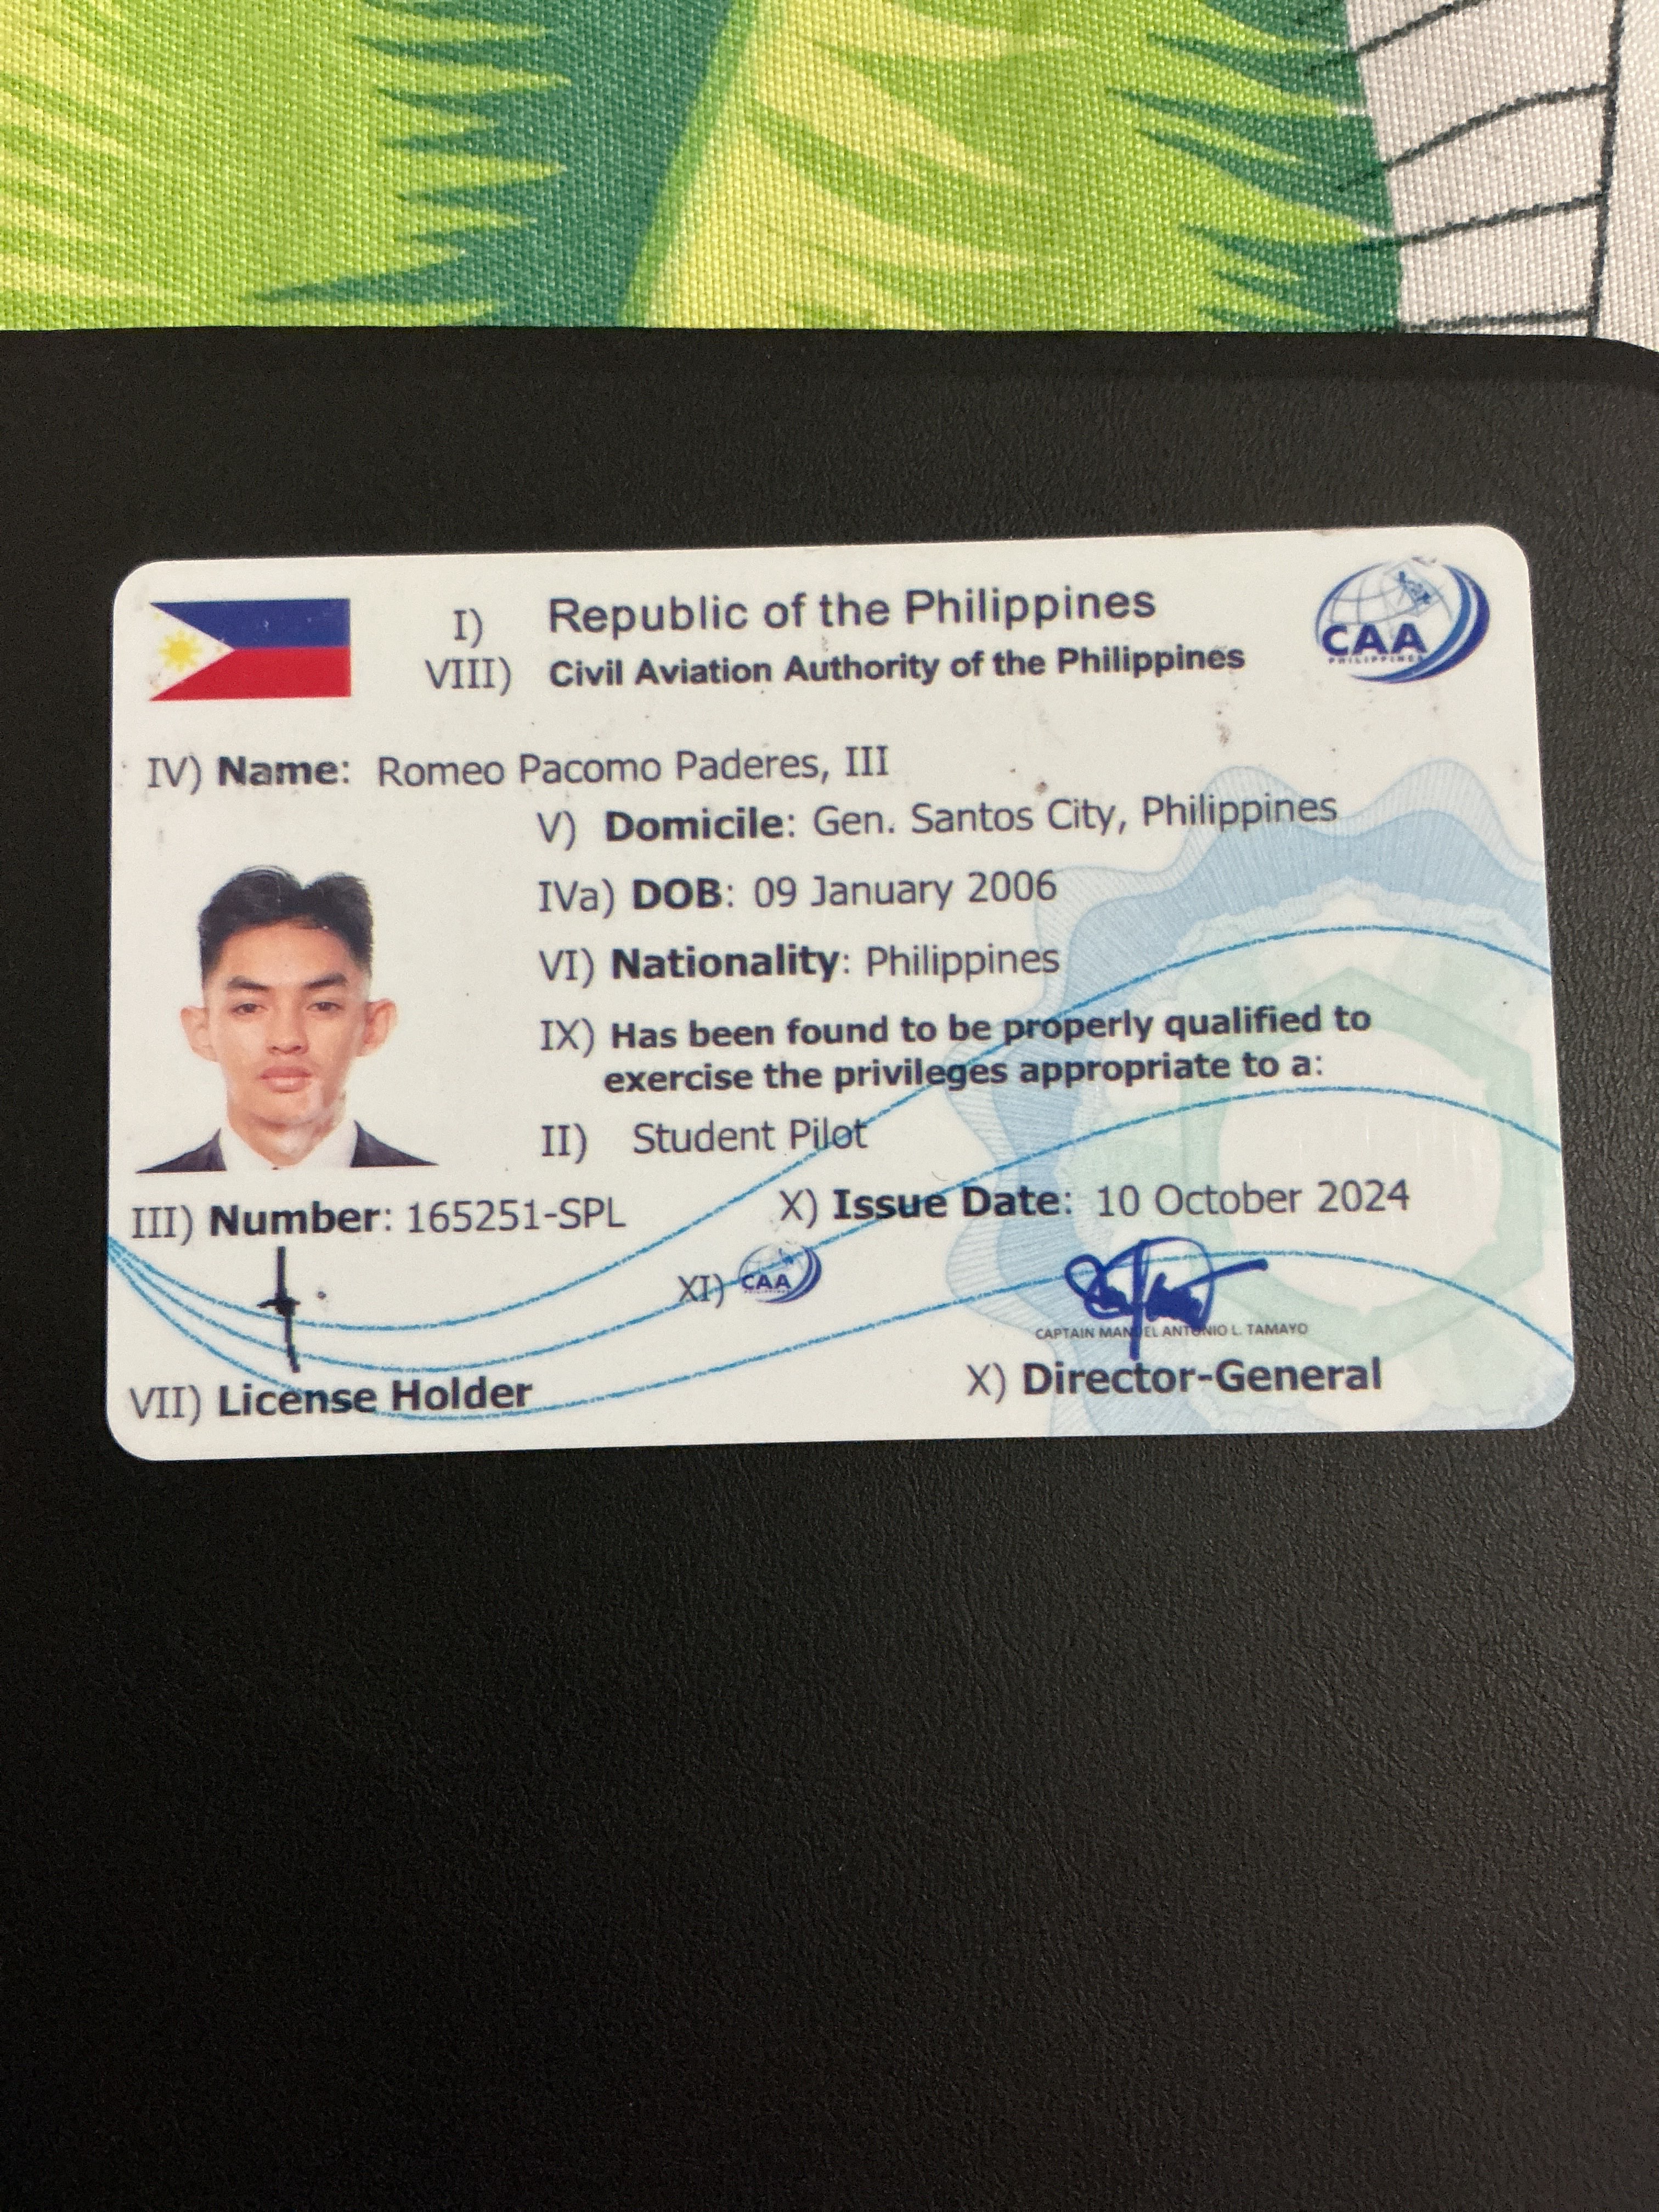 I) Republic of the Philippines
VIII) Civil Aviation Authority of the Philippines
CAA
PHILIPPINES
IV) Name: Romeo Pacomo Paderes, III
V) Domicile: Gen. Santos City, Philippines
IVa) DOB: 09 January 2006
VI) Nationality: Philippines
IX) Has been found to be properly qualified to
exercise the privileges appropriate to a:
II) Student Pilot
III) Number: 165251-SPL
X) Issue Date: 10 October 2024
XI) CAA
CAPTAIN MANUEL ANTONIO L. TAMAYO
VII) License Holder
X) Director-General